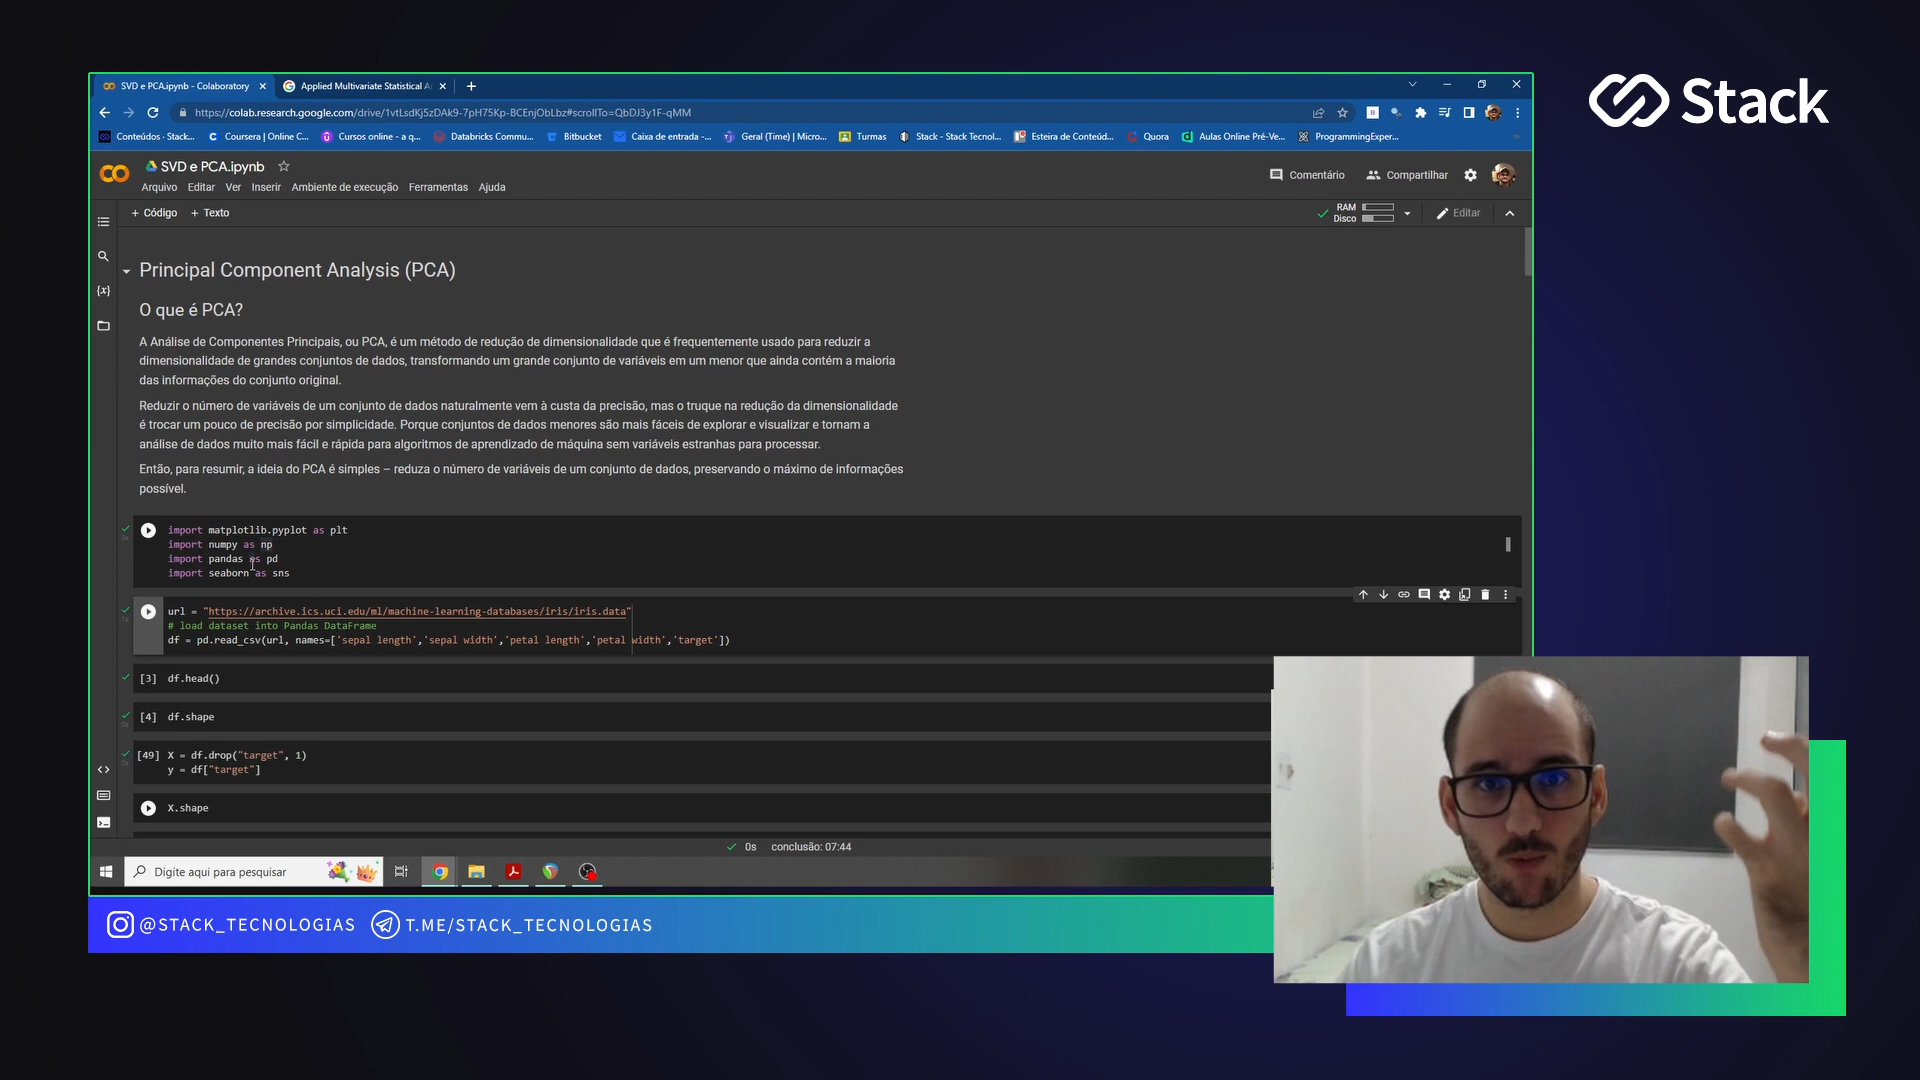 Stack
SVD e PCA.ipynb - Colaboratory
Applied Multivariate Statistical A
https://colab.research.google.com/drive/1vtLsdKj5zDAk9-7pH75Kp-BCEnjObLbz#scrollTo=QbDJ3y1F-qMM
Conteúdos · Stack...
Coursera | Online C...
Cursos online - a q...
Databricks Commu...
Bitbucket
Caixa de entrada -...
Geral (Time) | Micro...
Turmas
Stack - Stack Tecnol...
Esteira de Conteúd...
Quora
Aulas Online Pré-Ve...
ProgrammingExper...
SVD e PCA.ipynb
Comentário
Compartilhar
Arquivo Editar Ver Inserir Ambiente de execução Ferramentas Ajuda
+ Código + Texto
RAM
Disco
Editar
Principal Component Analysis (PCA)
O que é PCA?
A Análise de Componentes Principais, ou PCA, é um método de redução de dimensionalidade que é frequentemente usado para reduzir a
dimensionalidade de grandes conjuntos de dados, transformando um grande conjunto de variáveis em um menor que ainda contém a maioria
das informações do conjunto original.
Reduzir o número de variáveis de um conjunto de dados naturalmente vem à custa da precisão, mas o truque na redução da dimensionalidade
é trocar um pouco de precisão por simplicidade. Porque conjuntos de dados menores são mais fáceis de explorar e visualizar e tornam a
análise de dados muito mais fácil e rápida para algoritmos de aprendizado de máquina sem variáveis estranhas para processar.
Então, para resumir, a ideia do PCA é simples – reduza o número de variáveis de um conjunto de dados, preservando o máximo de informações
possível.
import matplotlib.pyplot as plt
import numpy as np
import pandas as pd
import seaborn as sns
url = "https://archive.ics.uci.edu/ml/machine-learning-databases/iris/iris.data"
# load dataset into Pandas DataFrame
df = pd.read_csv(url, names=['sepal length','sepal width','petal length','petal width','target'])
[3] df.head()
[4] df.shape
[49] X = df.drop("target", 1)
y = df["target"]
X.shape
0s conclusão: 07:44
Digite aqui para pesquisar
@STACK_TECNOLOGIAS
T.ME/STACK_TECNOLOGIAS